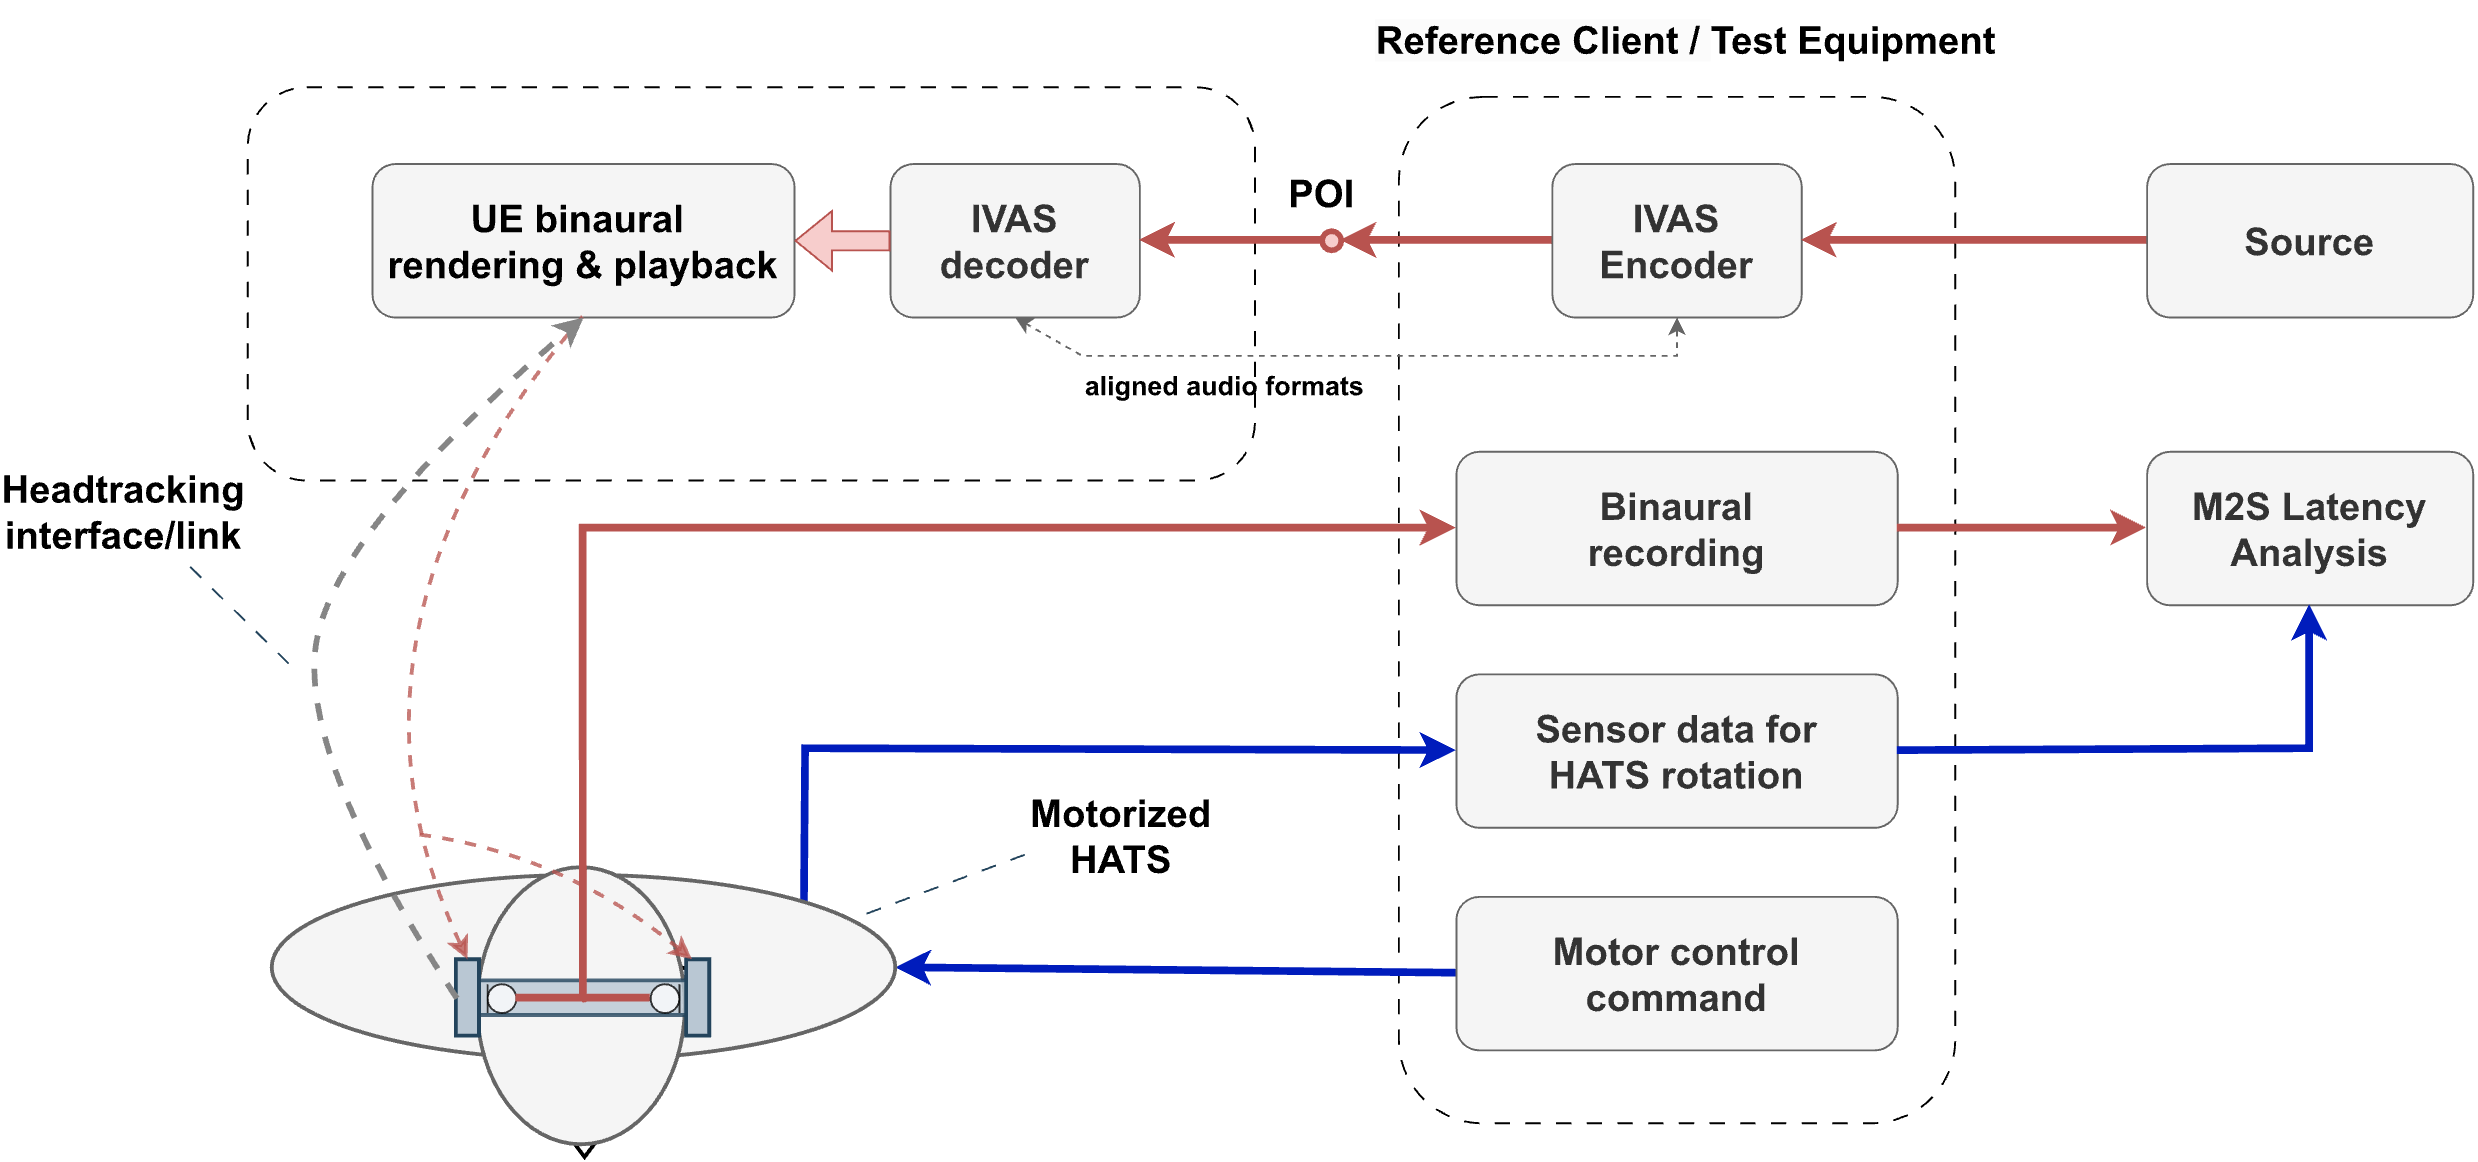 Reference Client / Test Equipment
UE binaural
rendering & playback
IVAS
decoder
POI
IVAS
Encoder
Source
aligned audio formats
Headtracking
interface/link
Binaural
recording
M2S Latency
Analysis
Sensor data for
HATS rotation
Motorized
HATS
Motor control
command